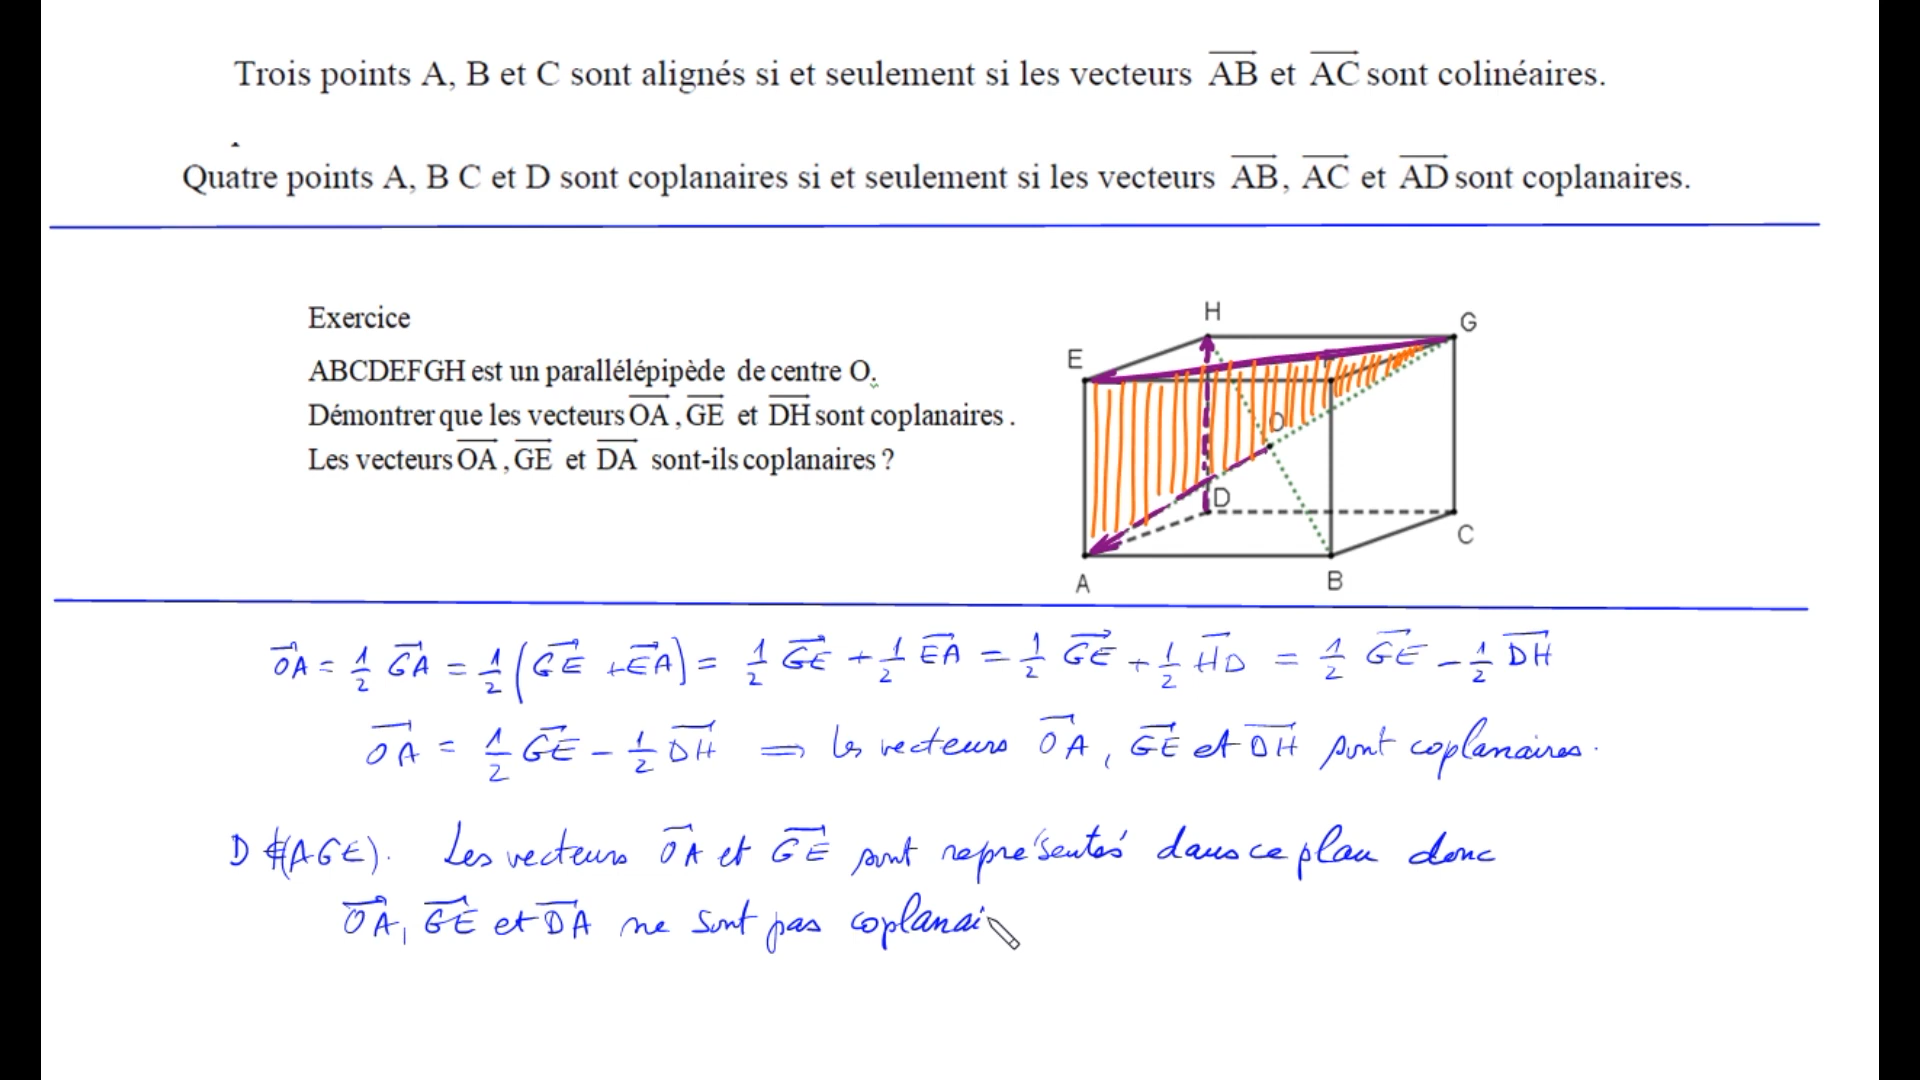 Trois points A, B et C sont alignés si et seulement si les vecteurs AB et AC sont colinéaires.
Quatre points A, B C et D sont coplanaires si et seulement si les vecteurs AB, AC et AD sont coplanaires.
Exercice
ABCDEFGH est un parallélépipède de centre O.
Démontrer que les vecteurs OA , GE et DH sont coplanaires .
Les vecteurs OA , GE et DA sont-ils coplanaires ?
H
G
E
F
O
D
C
A
B
OA = 1/2 GA = 1/2 (GE + EA) = 1/2 GE + 1/2 EA = 1/2 GE + 1/2 HD = 1/2 GE - 1/2 DH
OA = 1/2 GE - 1/2 DH => les vecteurs OA, GE et DH sont coplanaires.
D ∉ (AGE). Les vecteurs OA et GE sont représentés dans ce plan donc
OA, GE et DA ne sont pas coplanai